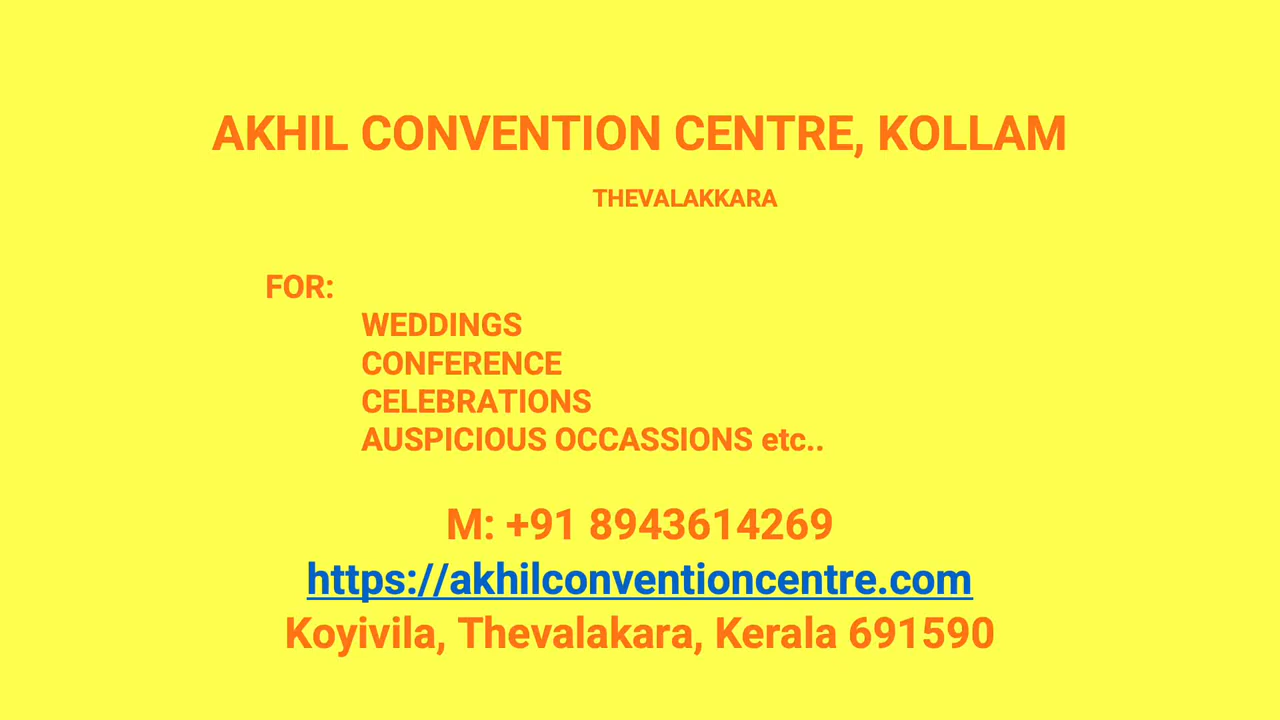 AKHIL CONVENTION CENTRE, KOLLAM
THEVALAKKARA
FOR:
WEDDINGS
CONFERENCE
CELEBRATIONS
AUSPICIOUS OCCASSIONS etc..
M: +91 8943614269
https://akhilconventioncentre.com
Koyivila, Thevalakara, Kerala 691590